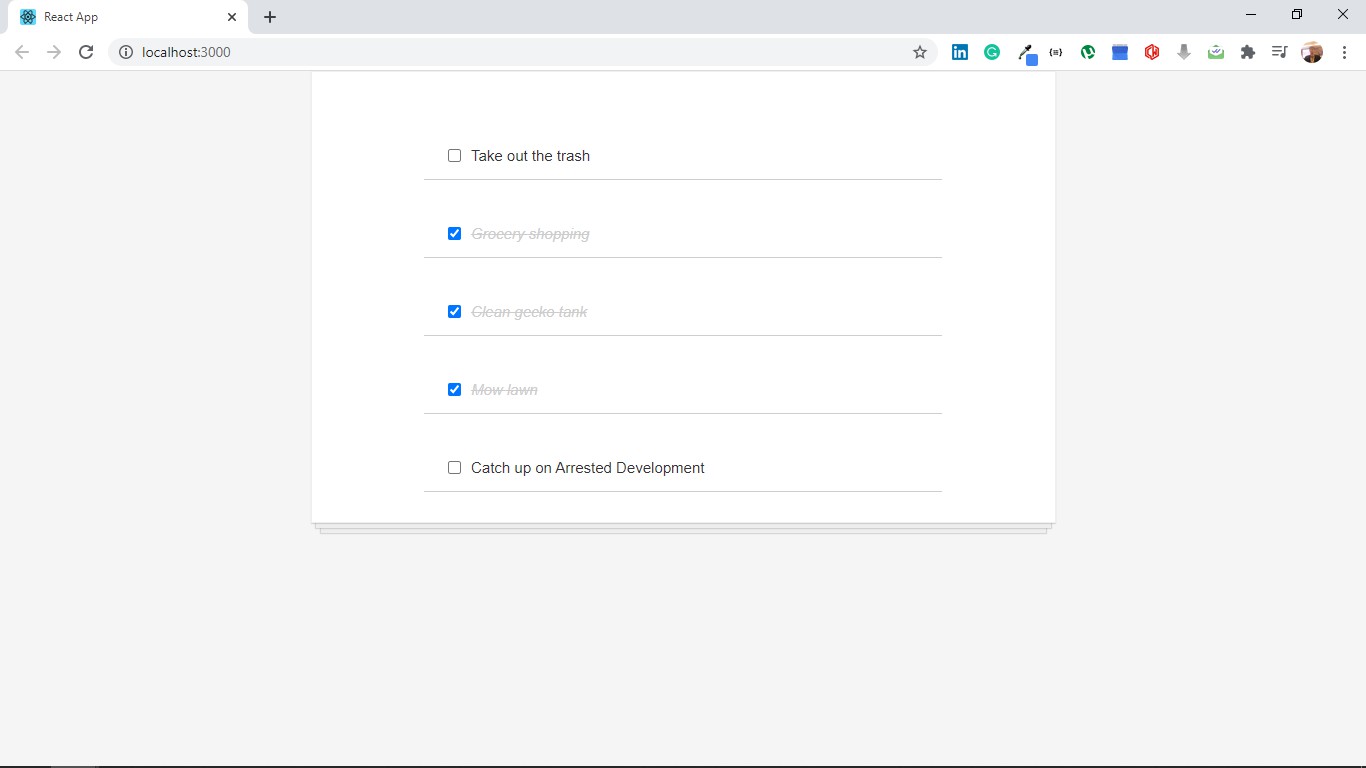 React App
localhost:3000
Take out the trash
Grocery shopping
Clean gecko tank
Mow lawn
Catch up on Arrested Development